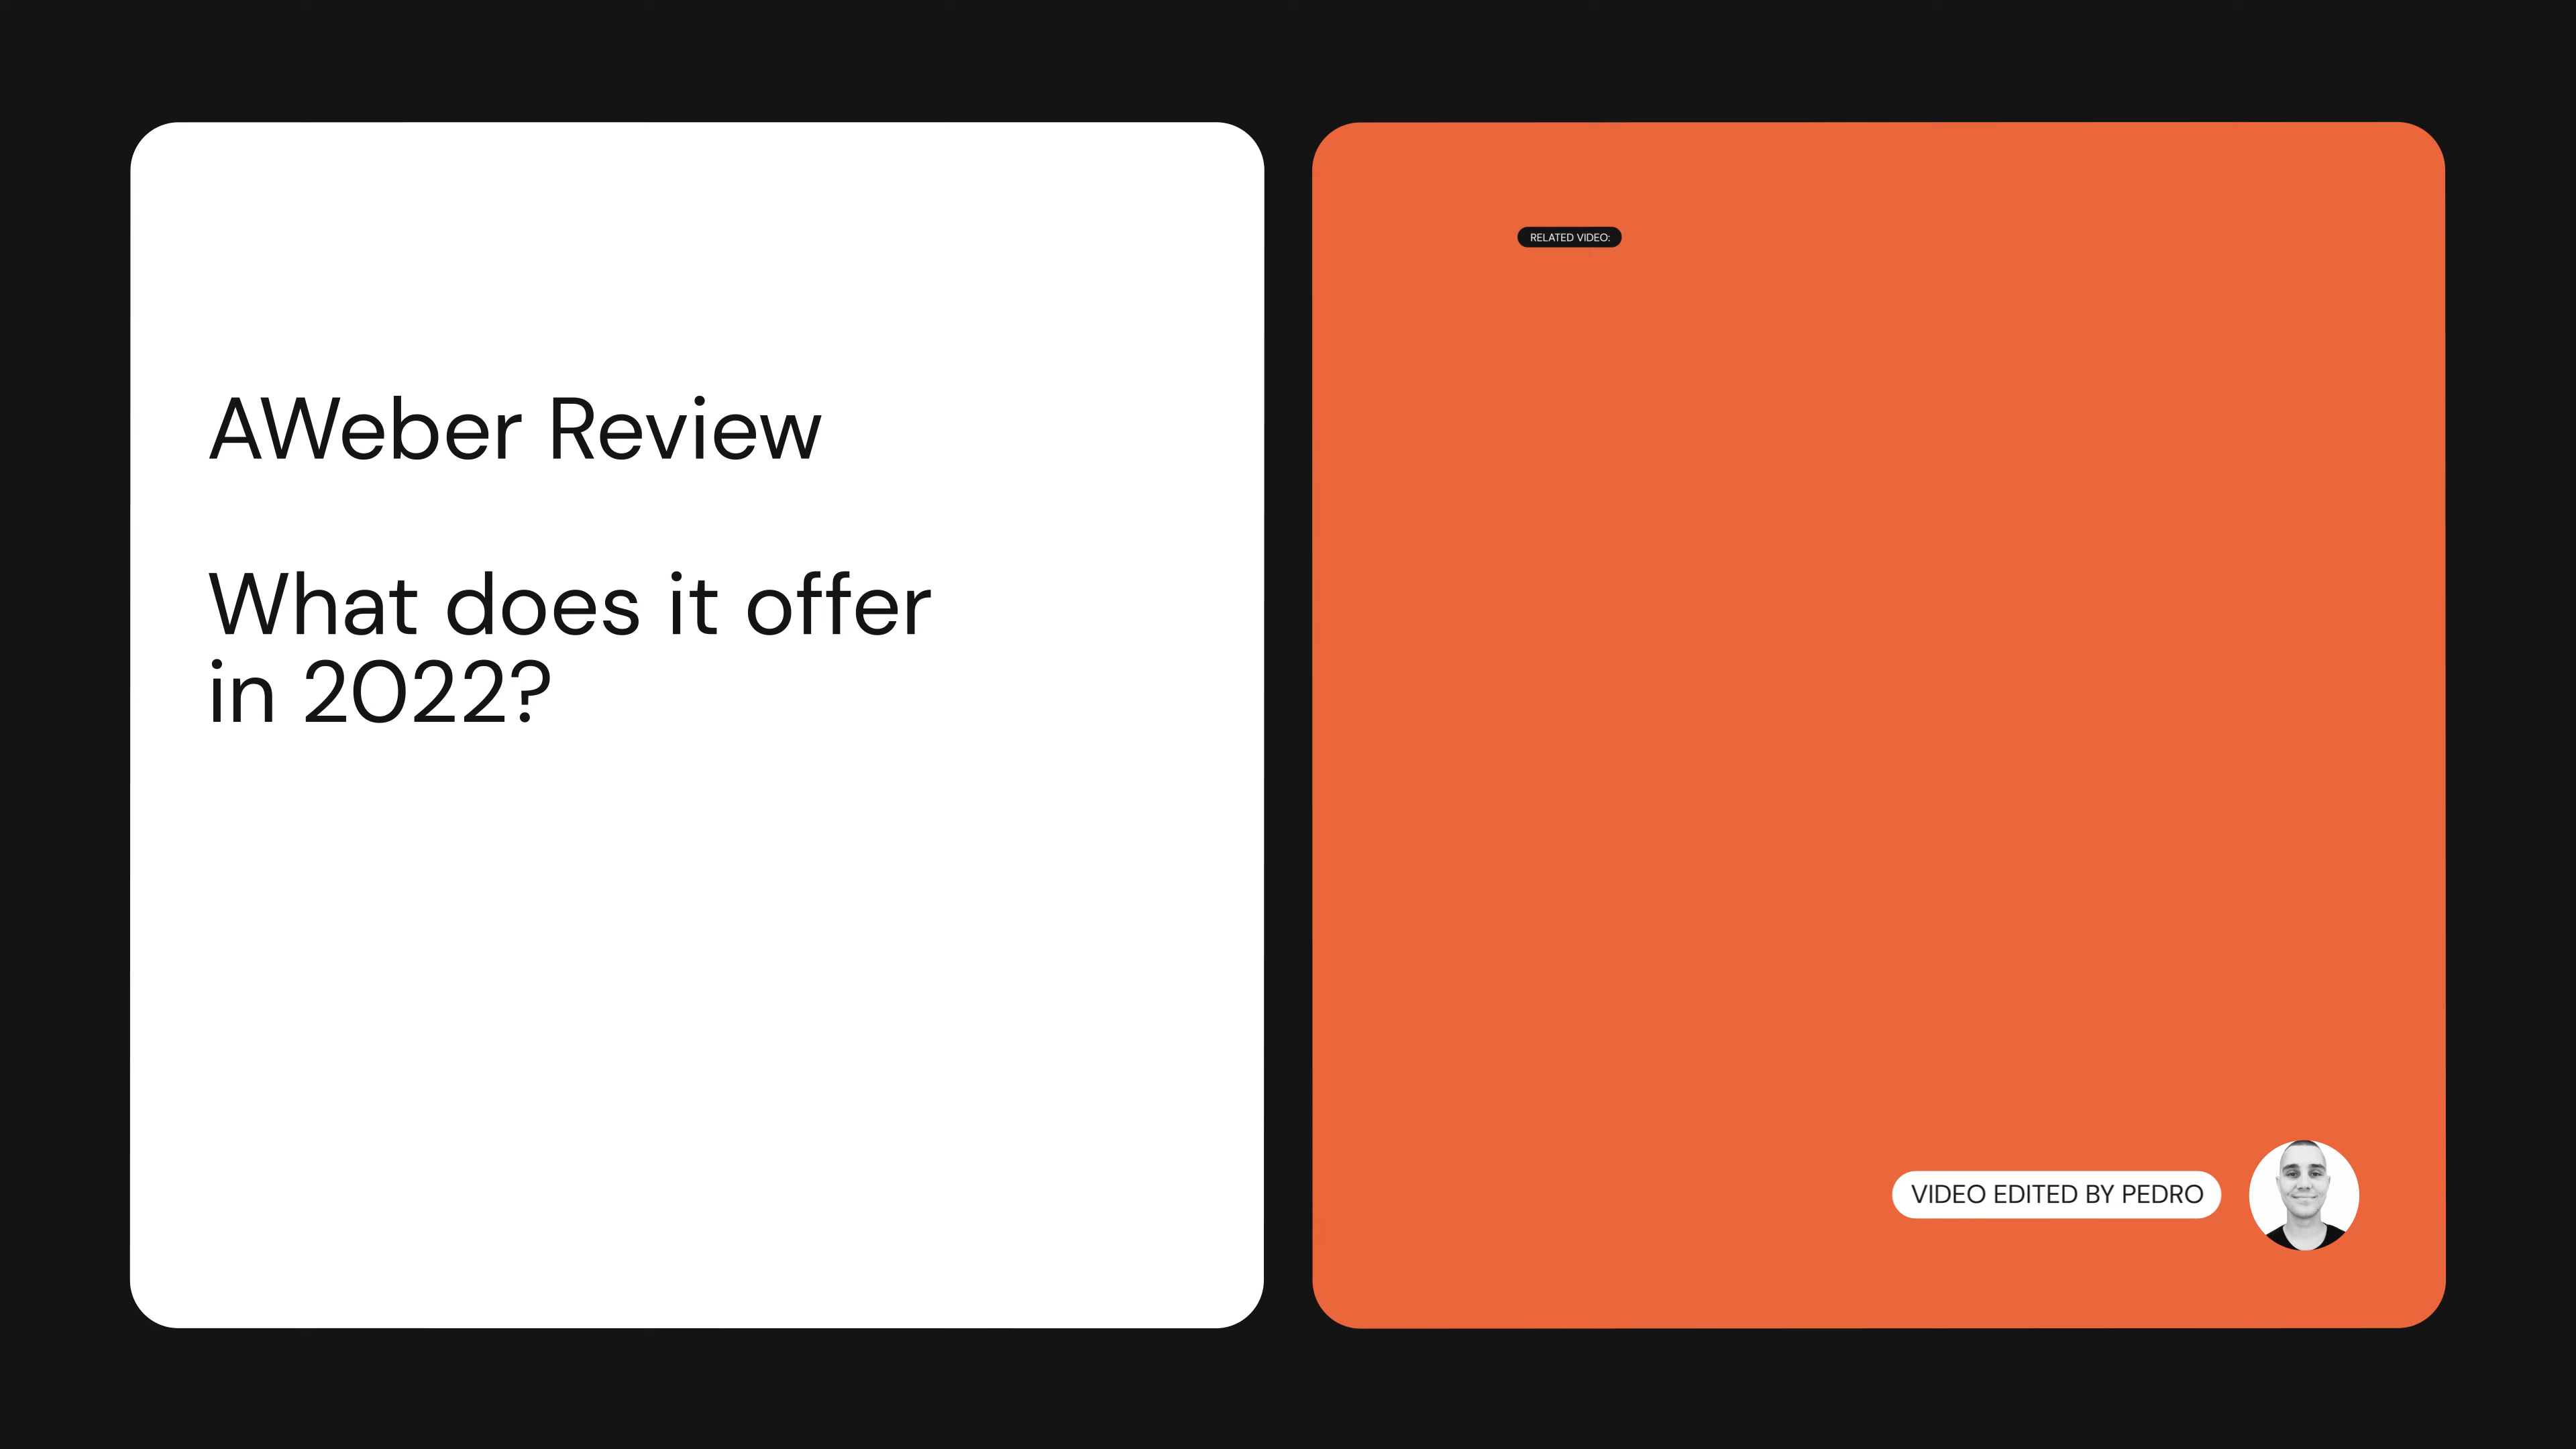 AWeber Review
What does it offer
in 2022?
RELATED VIDEO:
VIDEO EDITED BY PEDRO